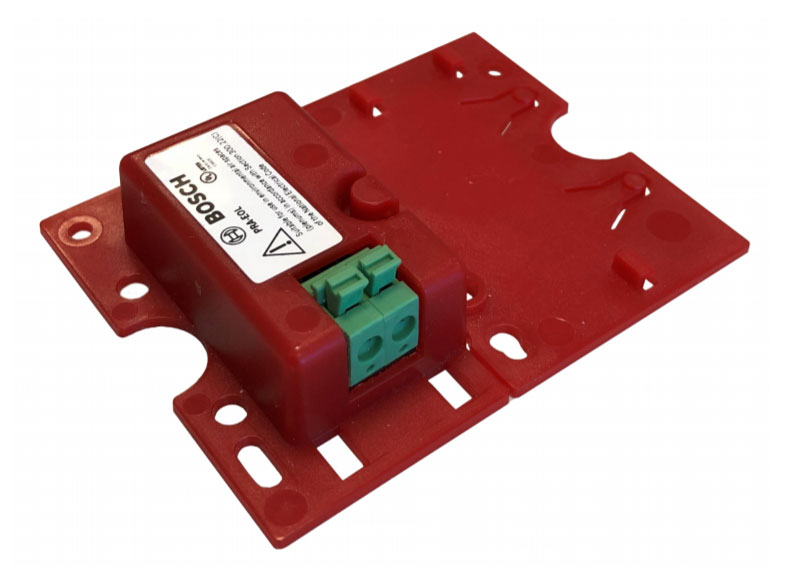 BOSCH
PRA-EOL
Suitable for use in environmental air spaces
(plenums) in accordance with Section 300.22(C)
of the National Electrical Code